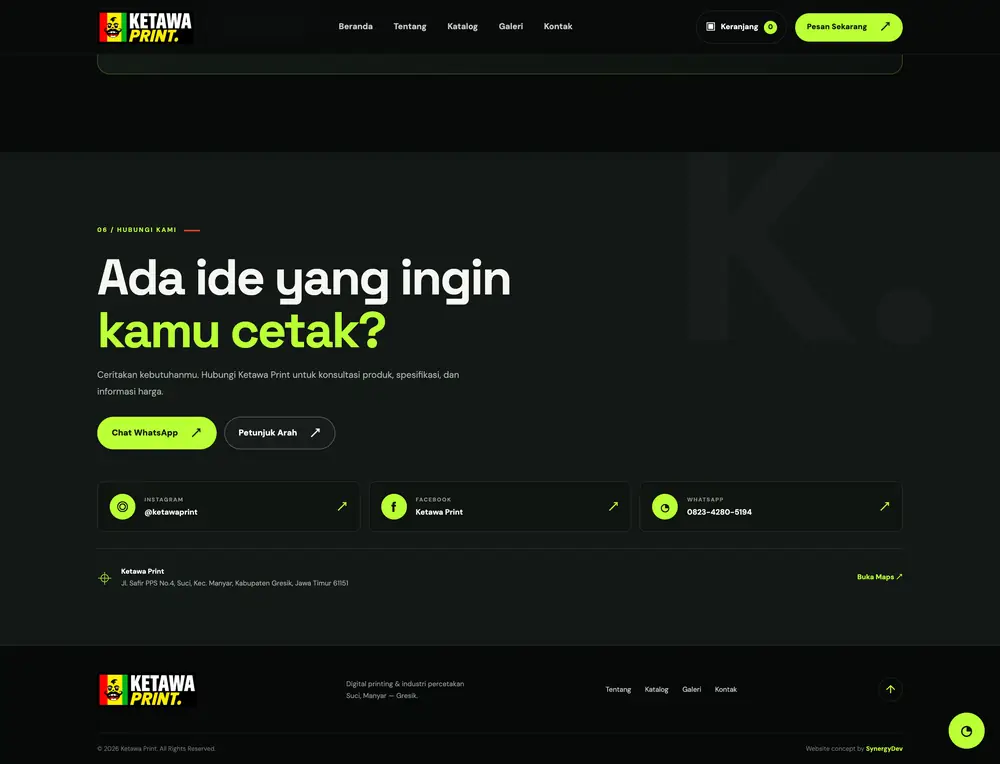 KETAWA
PRINT.
Beranda Tentang Katalog Galeri Kontak
Keranjang 0
Pesan Sekarang ↗
K.
06 / HUBUNGI KAMI
Ada ide yang ingin
kamu cetak?
Ceritakan kebutuhanmu. Hubungi Ketawa Print untuk konsultasi produk, spesifikasi, dan
informasi harga.
Chat WhatsApp ↗
Petunjuk Arah ↗
INSTAGRAM
@ketawaprint ↗
f
FACEBOOK
Ketawa Print ↗
WHATSAPP
0823-4280-5194 ↗
Ketawa Print
Jl. Safir PPS No.4, Suci, Kec. Manyar, Kabupaten Gresik, Jawa Timur 61151
Buka Maps ↗
KETAWA
PRINT.
Digital printing & industri percetakan
Suci, Manyar — Gresik.
Tentang Katalog Galeri Kontak
↑
© 2026 Ketawa Print. All Rights Reserved.
Website concept by SynergyDev